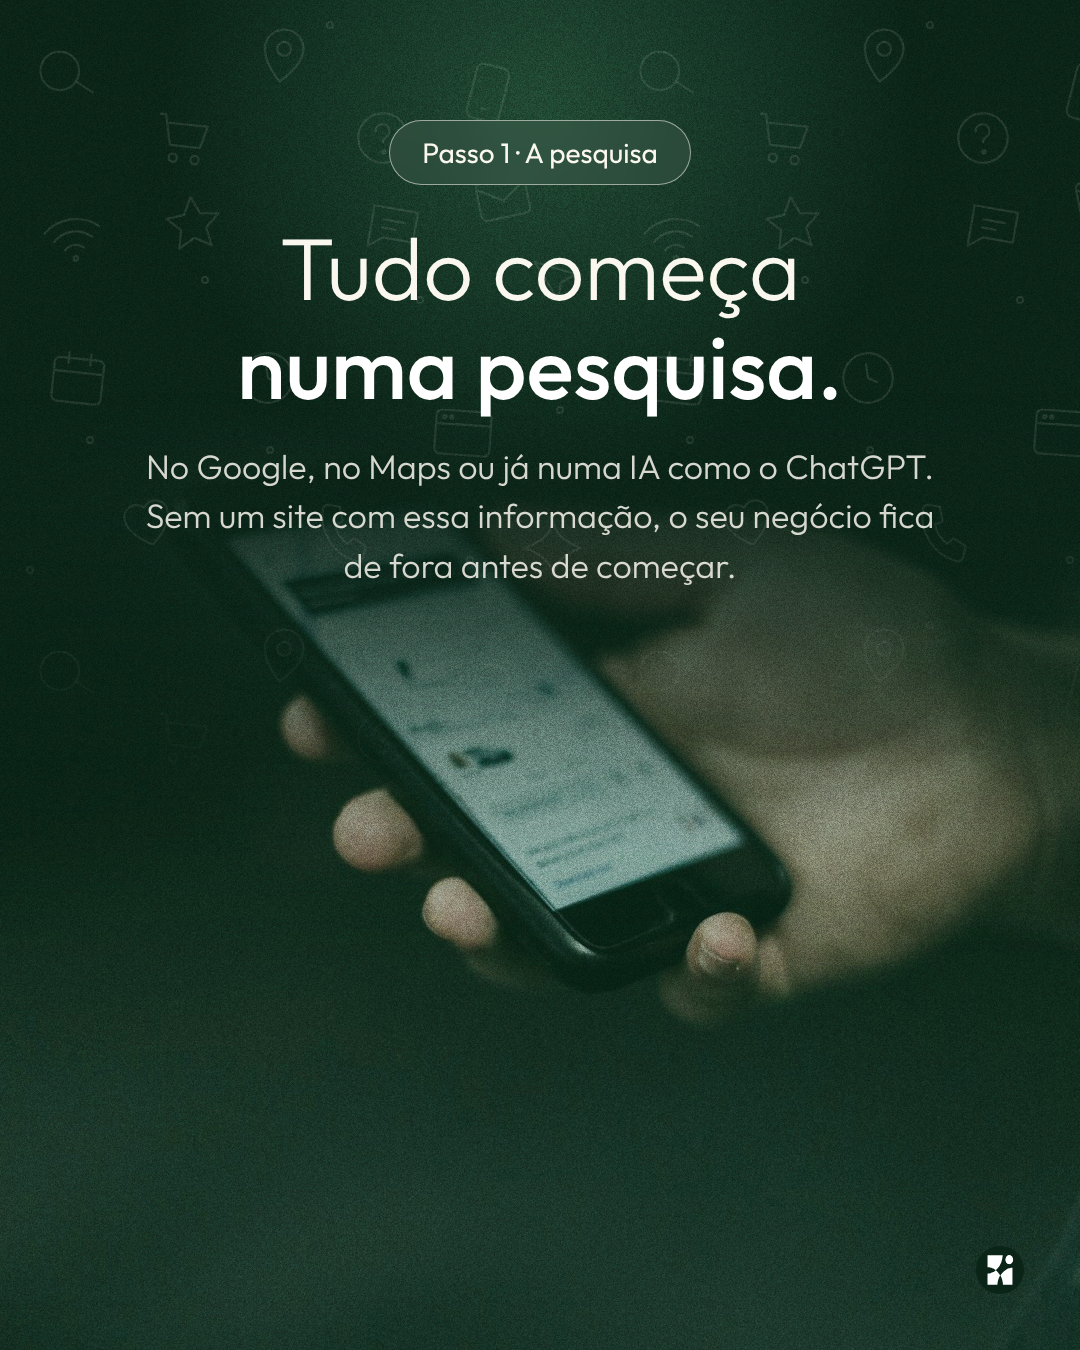 Passo 1 · A pesquisa
Tudo começa
numa pesquisa.
No Google, no Maps ou já numa IA como o ChatGPT.
Sem um site com essa informação, o seu negócio fica
de fora antes de começar.